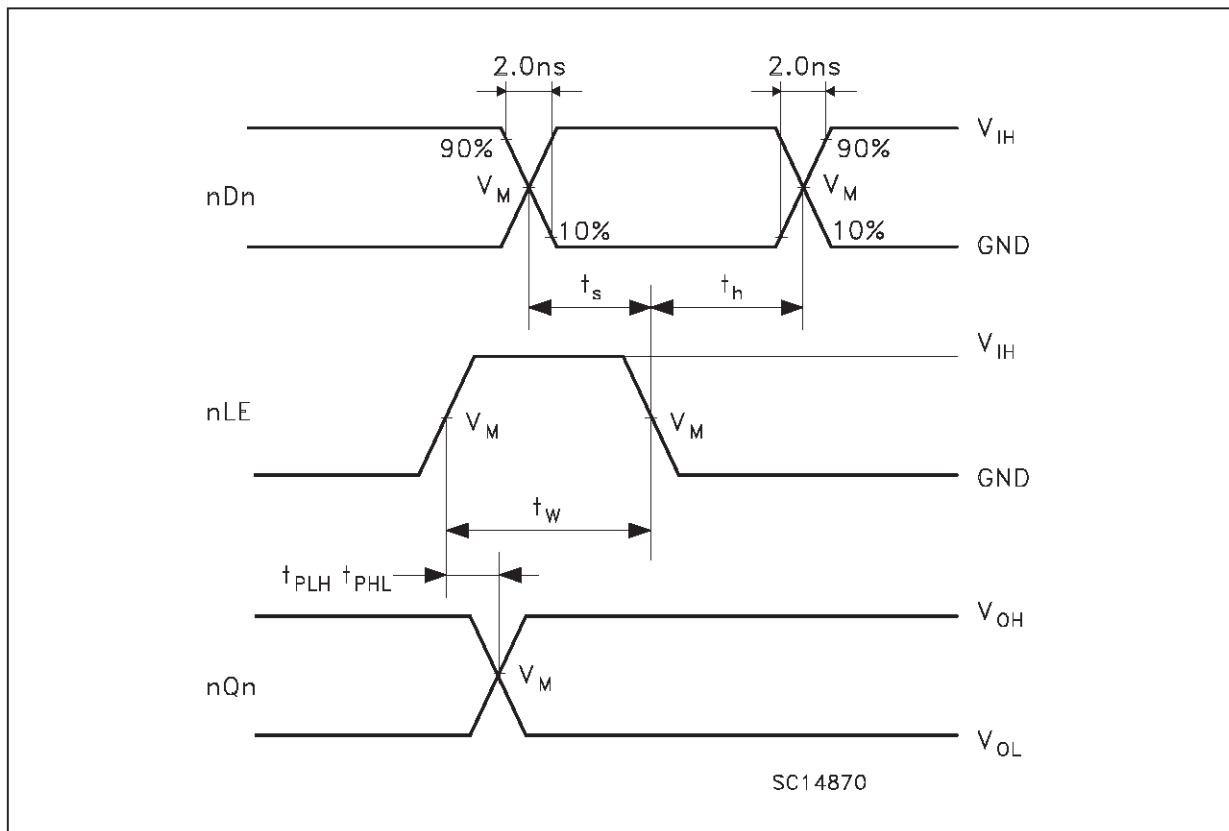 2.0ns 2.0ns
V_IH
90% 90%
nDn V_M V_M
10% 10%
GND
t_s t_h
V_IH
nLE V_M V_M
GND
t_W
t_PLH t_PHL
V_OH
nQn V_M
V_OL
SC14870